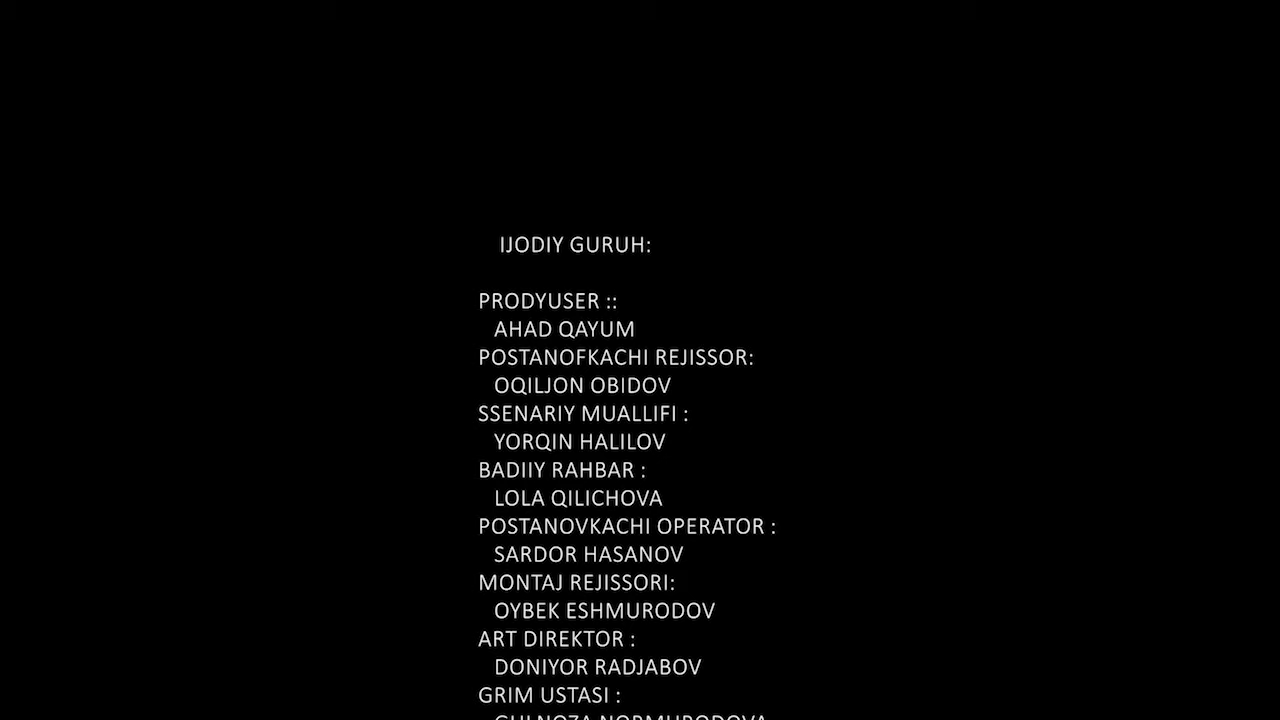 IJODIY GURUH:
PRODYUSER ::
AHAD QAYUM
POSTANOFKACHI REJISSOR:
OQILJON OBIDOV
SSENARIY MUALLIFI :
YORQIN HALILOV
BADIIY RAHBAR :
LOLA QILICHOVA
POSTANOVKACHI OPERATOR :
SARDOR HASANOV
MONTAJ REJISSORI:
OYBEK ESHMURODOV
ART DIREKTOR :
DONIYOR RADJABOV
GRIM USTASI :